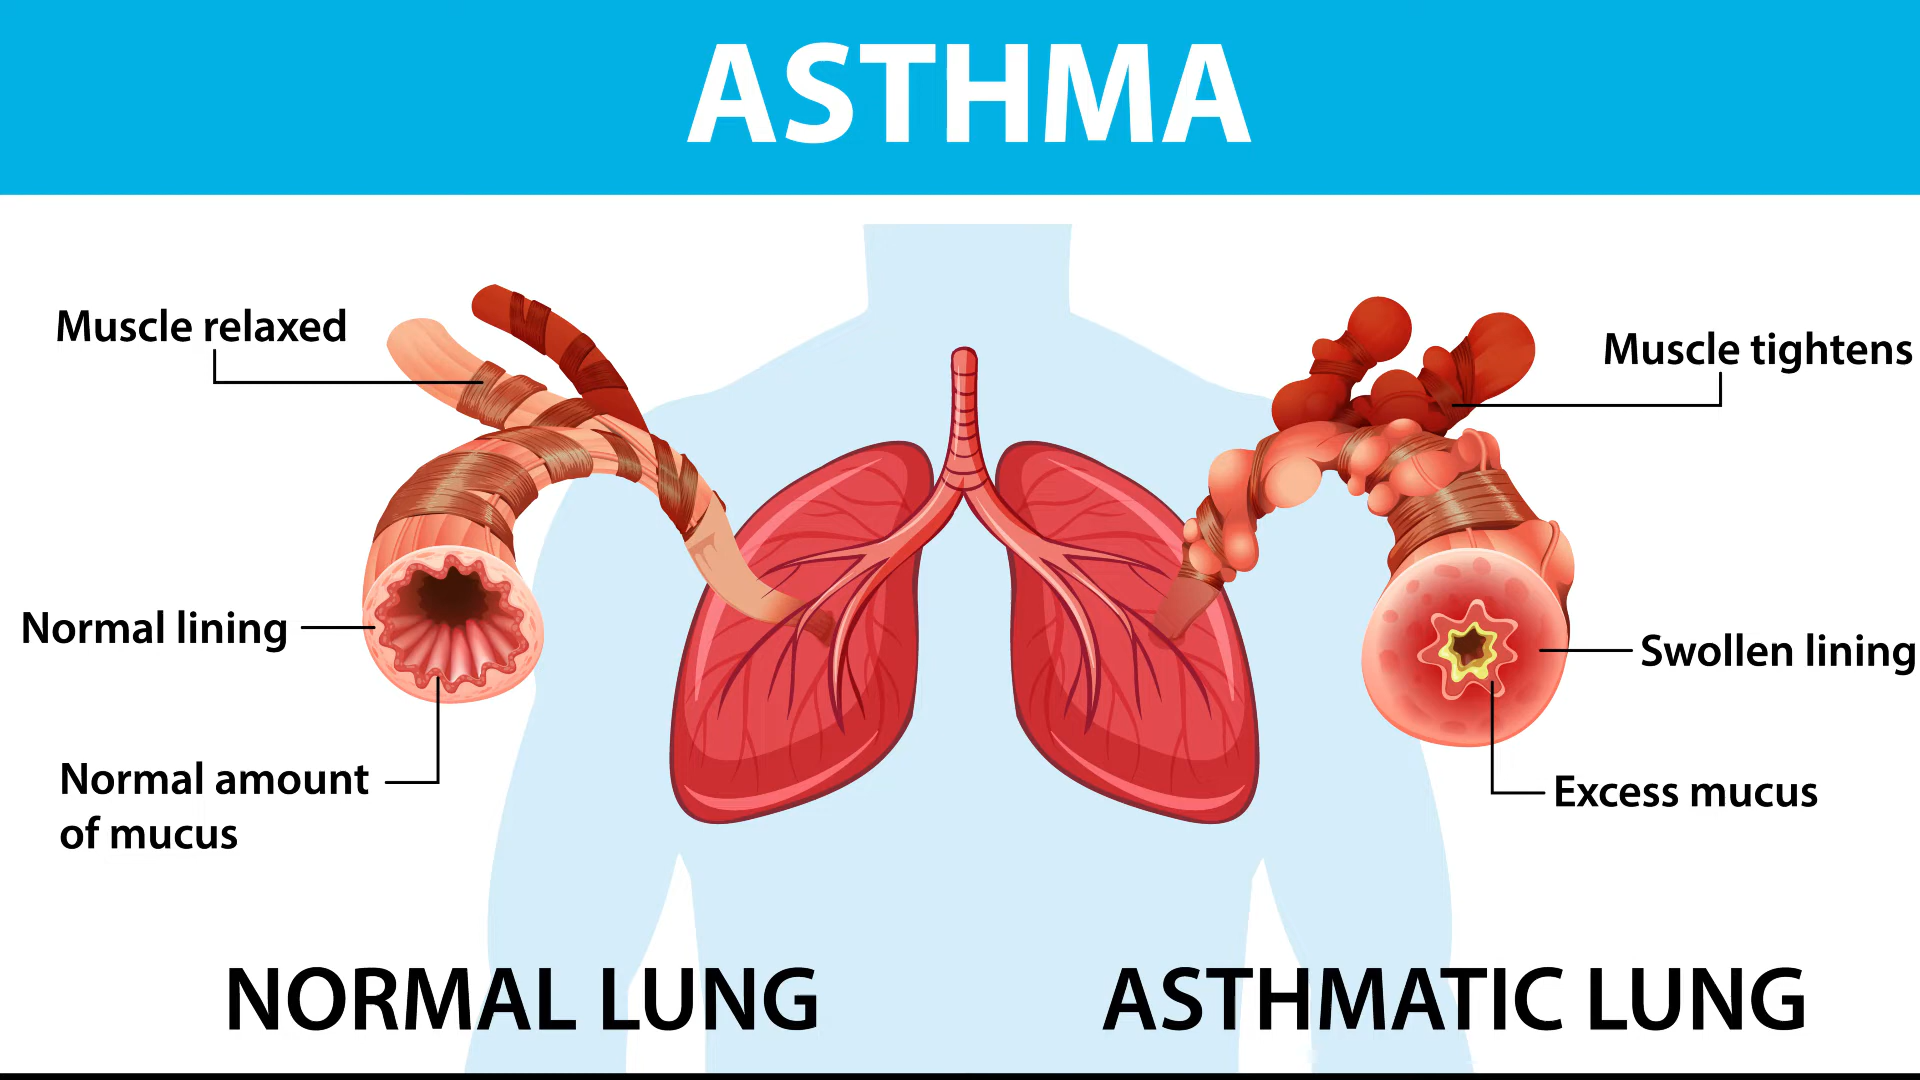 ASTHMA
Muscle relaxed
Normal lining
Normal amount
of mucus
NORMAL LUNG
Muscle tightens
Swollen lining
Excess mucus
ASTHMATIC LUNG